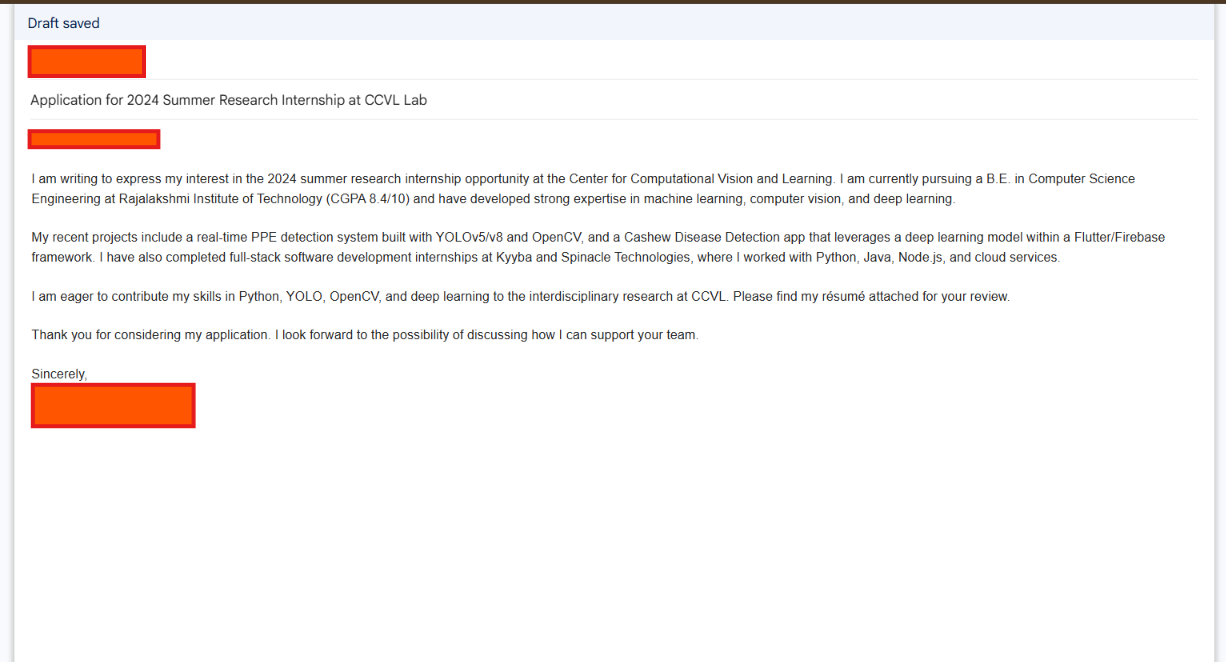 Draft saved
Application for 2024 Summer Research Internship at CCVL Lab
I am writing to express my interest in the 2024 summer research internship opportunity at the Center for Computational Vision and Learning. I am currently pursuing a B.E. in Computer Science
Engineering at Rajalakshmi Institute of Technology (CGPA 8.4/10) and have developed strong expertise in machine learning, computer vision, and deep learning.
My recent projects include a real-time PPE detection system built with YOLOv5/v8 and OpenCV, and a Cashew Disease Detection app that leverages a deep learning model within a Flutter/Firebase
framework. I have also completed full-stack software development internships at Kyyba and Spinacle Technologies, where I worked with Python, Java, Node.js, and cloud services.
I am eager to contribute my skills in Python, YOLO, OpenCV, and deep learning to the interdisciplinary research at CCVL. Please find my résumé attached for your review.
Thank you for considering my application. I look forward to the possibility of discussing how I can support your team.
Sincerely,